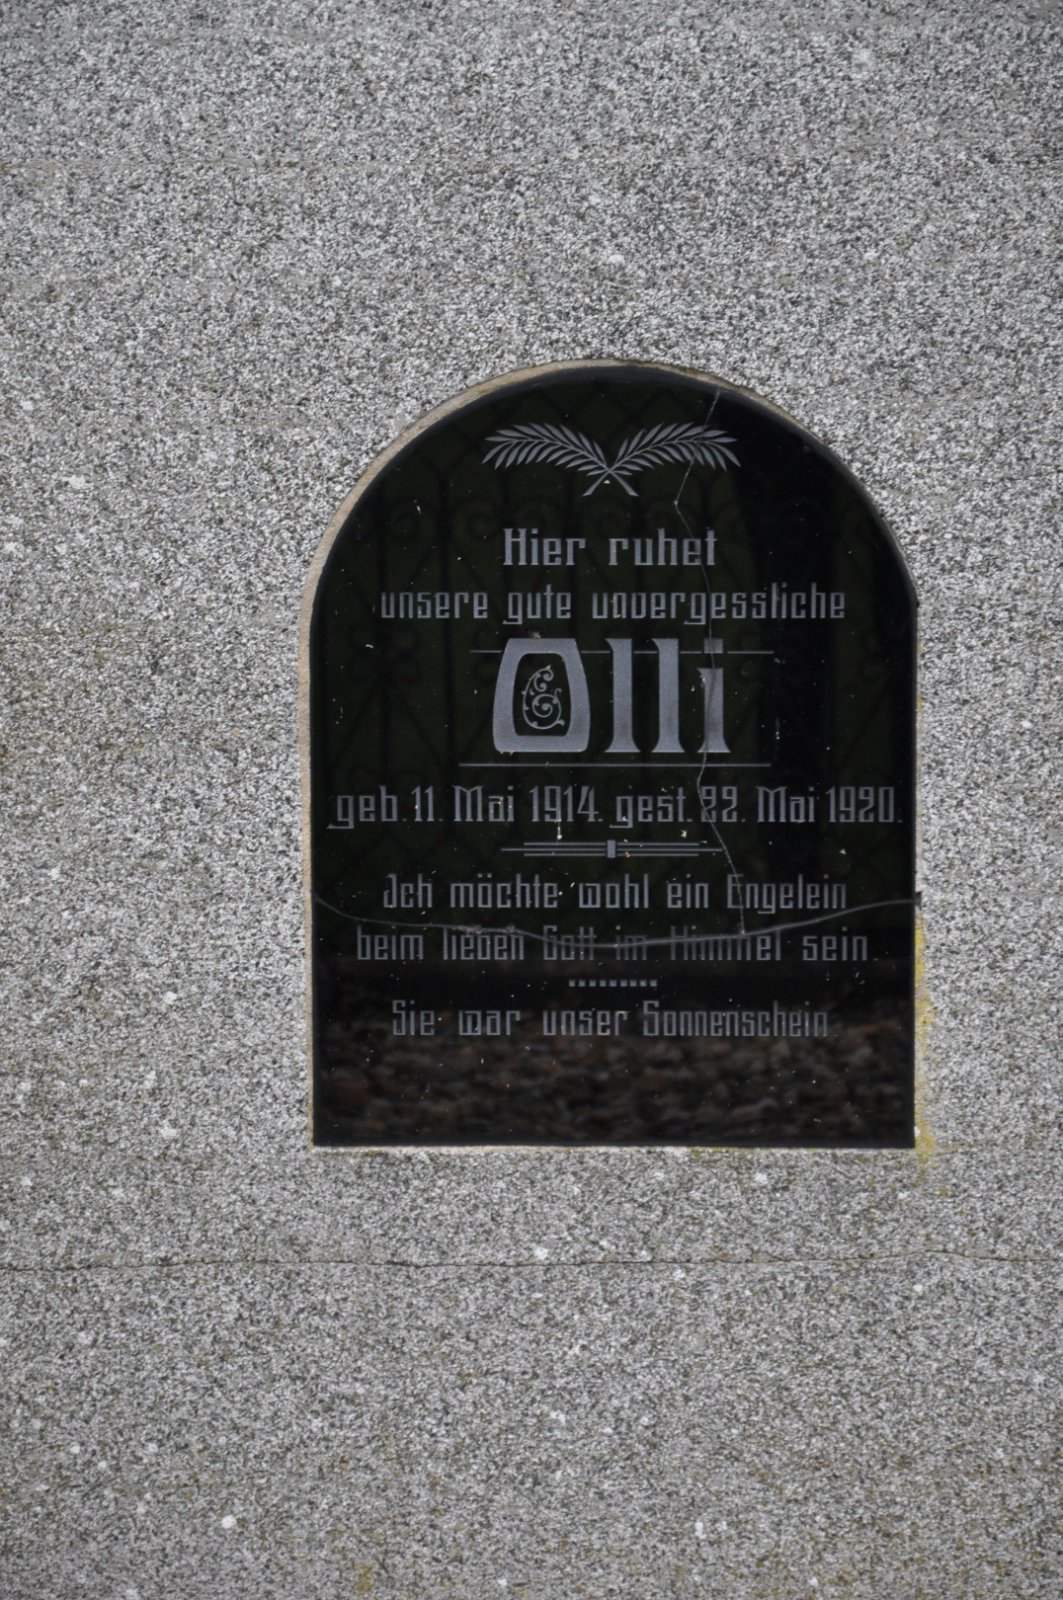 Hier ruhet
unsere gute unvergessliche
Olli
geb. 11. Mai 1914. gest. 22. Mai 1920.
Ich möchte wohl ein Engelein
beim lieben Gott im Himmel sein.
Sie war unser Sonnenschein.